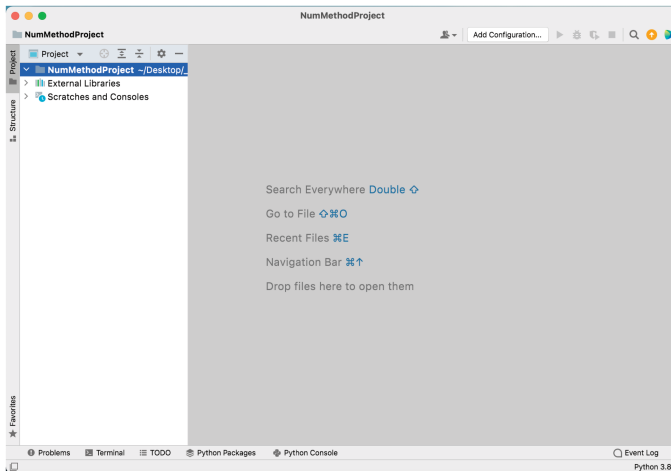 NumMethodProject
NumMethodProject
Add Configuration...
Project
Project
NumMethodProject ~/Desktop/_
External Libraries
Scratches and Consoles
Structure
Search Everywhere Double ⇧
Go to File ⇧⌘O
Recent Files ⌘E
Navigation Bar ⌘↑
Drop files here to open them
Favorites
Problems
Terminal
TODO
Python Packages
Python Console
Event Log
Python 3.8